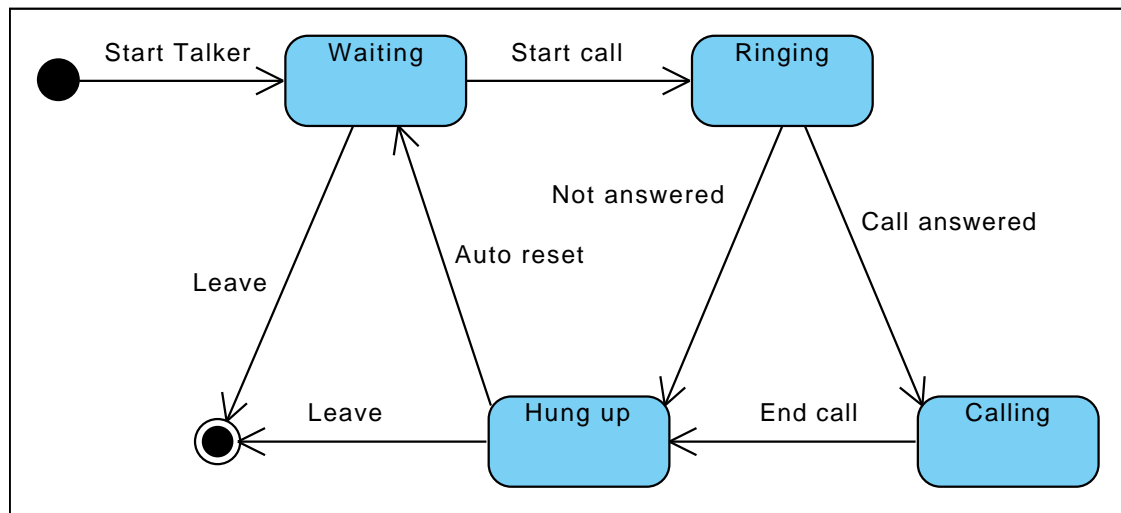 Start Talker
Waiting
Start call
Ringing
Not answered
Call answered
Auto reset
Leave
Leave
Hung up
End call
Calling